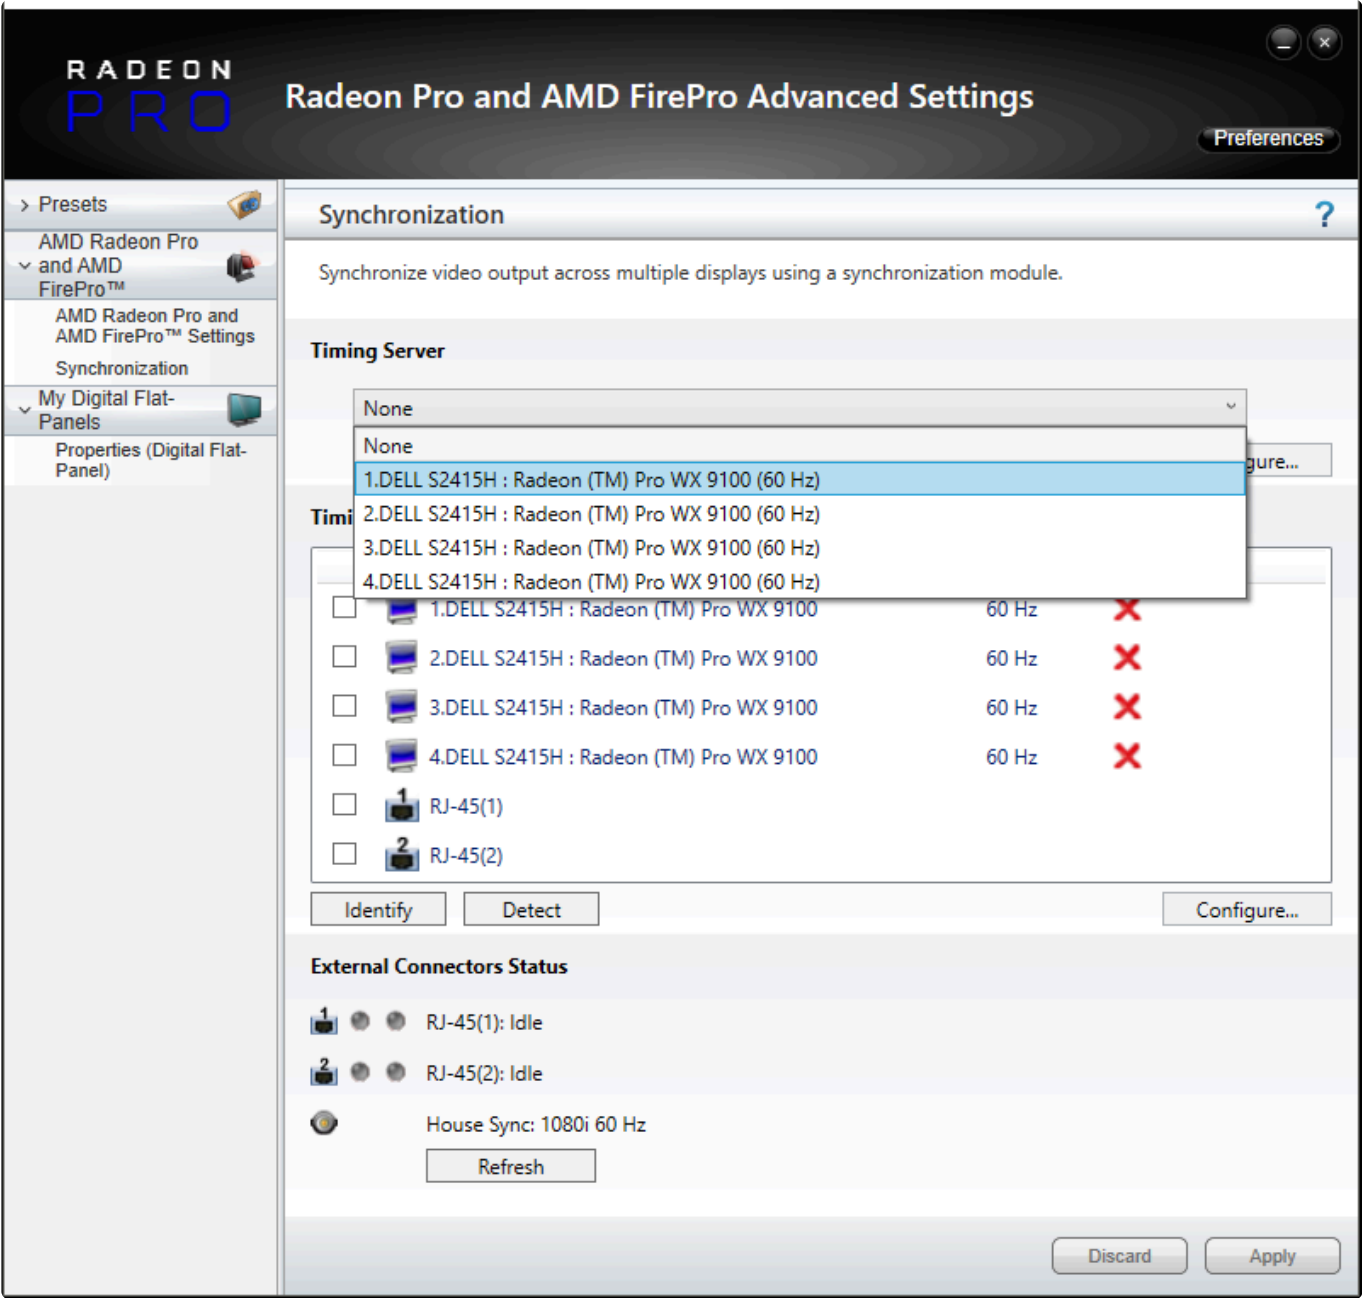 RADEON
PRO
Radeon Pro and AMD FirePro Advanced Settings
Preferences
Presets
AMD Radeon Pro
and AMD
FirePro™
AMD Radeon Pro and
AMD FirePro™ Settings
Synchronization
My Digital Flat-
Panels
Properties (Digital Flat-
Panel)
Synchronization
?
Synchronize video output across multiple displays using a synchronization module.
Timing Server
None
None
1.DELL S2415H : Radeon (TM) Pro WX 9100 (60 Hz)
2.DELL S2415H : Radeon (TM) Pro WX 9100 (60 Hz)
3.DELL S2415H : Radeon (TM) Pro WX 9100 (60 Hz)
4.DELL S2415H : Radeon (TM) Pro WX 9100 (60 Hz)
1.DELL S2415H : Radeon (TM) Pro WX 9100 60 Hz
2.DELL S2415H : Radeon (TM) Pro WX 9100 60 Hz
3.DELL S2415H : Radeon (TM) Pro WX 9100 60 Hz
4.DELL S2415H : Radeon (TM) Pro WX 9100 60 Hz
1 RJ-45(1)
2 RJ-45(2)
Identify Detect Configure...
External Connectors Status
1 RJ-45(1): Idle
2 RJ-45(2): Idle
House Sync: 1080i 60 Hz
Refresh
Discard Apply